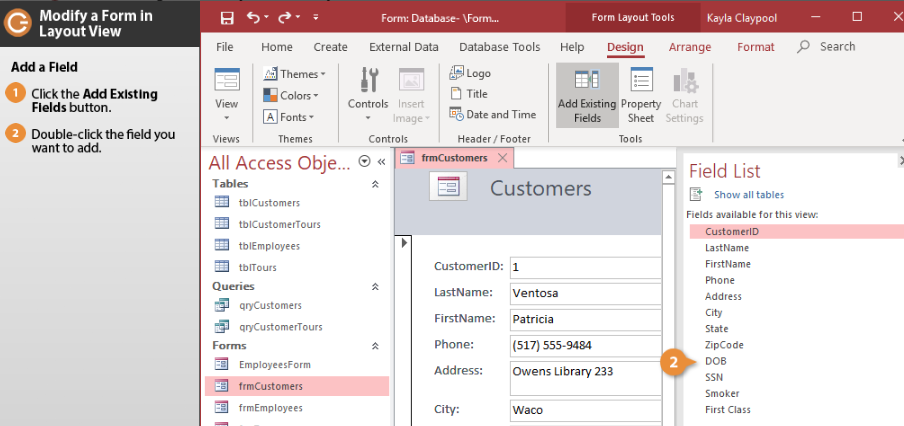 Modify a Form in
Layout View
Add a Field
1 Click the Add Existing
Fields button.
2 Double-click the field you
want to add.
Form: Database- \Form...
Form Layout Tools
Kayla Claypool
File Home Create External Data Database Tools Help Design Arrange Format Search
View
Themes
Colors
Fonts
Controls
Insert
Image
Logo
Title
Date and Time
Add Existing
Fields
Property
Sheet
Chart
Settings
Views Themes Controls Header / Footer Tools
All Access Obje...
Tables
tblCustomers
tblCustomerTours
tblEmployees
tblTours
Queries
qryCustomers
qryCustomerTours
Forms
EmployeesForm
frmCustomers
frmEmployees
frmCustomers
Customers
CustomerID: 1
LastName: Ventosa
FirstName: Patricia
Phone: (517) 555-9484
Address: Owens Library 233
City: Waco
Field List
Show all tables
Fields available for this view:
CustomerID
LastName
FirstName
Phone
Address
City
State
ZipCode
2 DOB
SSN
Smoker
First Class